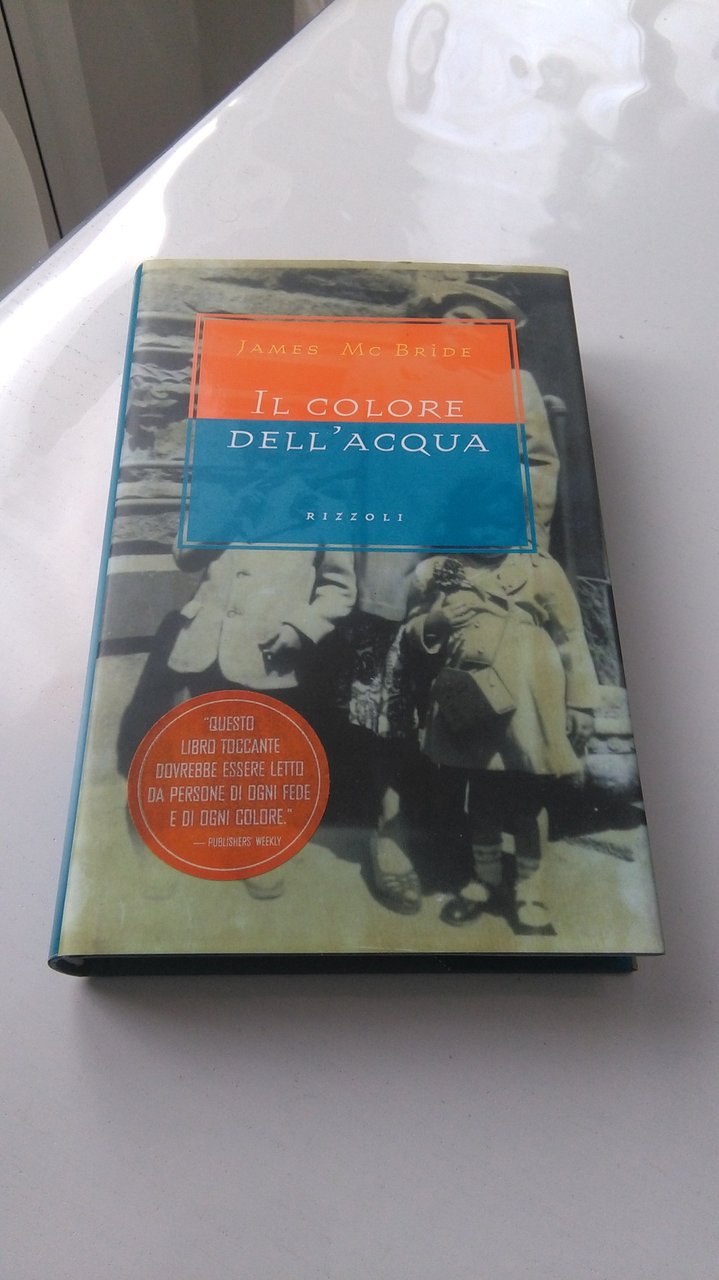 JAMES MC BRIDE
IL COLORE
DELL'ACQUA
RIZZOLI
"QUESTO
LIBRO TOCCANTE
DOVREBBE ESSERE LETTO
DA PERSONE DI OGNI FEDE
E DI OGNI COLORE."
— PUBLISHERS WEEKLY